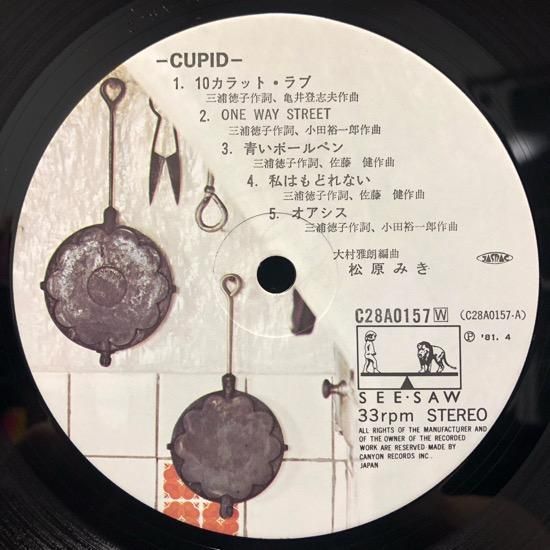 -CUPID-
1. 10カラット・ラブ
三浦徳子作詞、亀井登志夫作曲
2. ONE WAY STREET
三浦徳子作詞、小田裕一郎作曲
3. 青いボールペン
三浦徳子作詞、佐藤 健作曲
4. 私はもどれない
三浦徳子作詞、佐藤 健作曲
5. オアシス
三浦徳子作詞、小田裕一郎作曲
大村雅朗編曲
松原みき
JASRAC
C28A0157 W (C28A0157-A)
Ⓟ '81. 4
SEE·SAW
33rpm STEREO
ALL RIGHTS OF THE MANUFACTURER AND
OF THE OWNER OF THE RECORDED
WORK ARE RESERVED MADE BY
CANYON RECORDS INC.
JAPAN